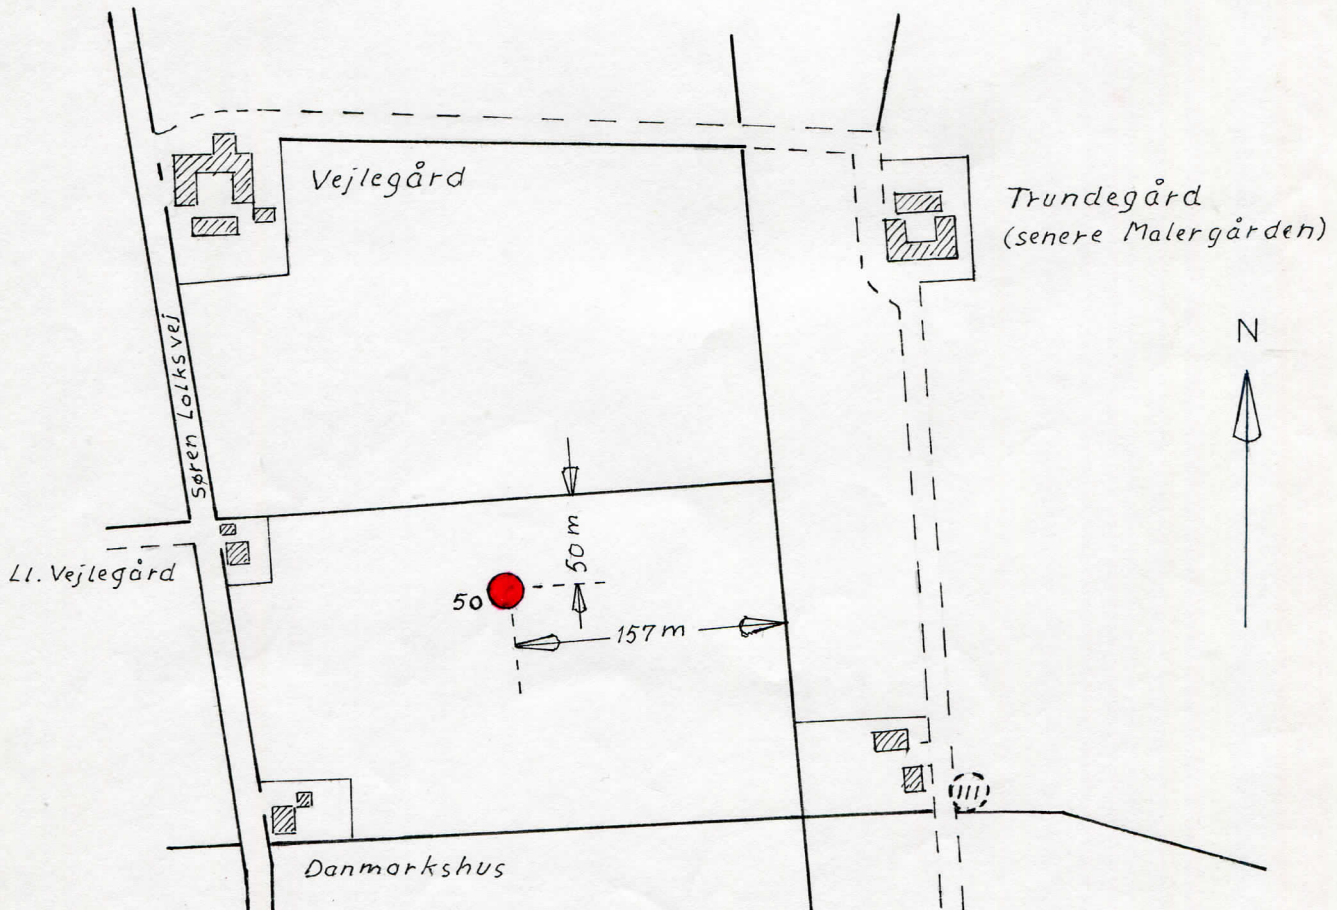 Vejlegård
Trundegård
(senere Malergården)
N
Søren Lolksvej
50 m
Ll. Vejlegård
50
157 m
Danmarkshus